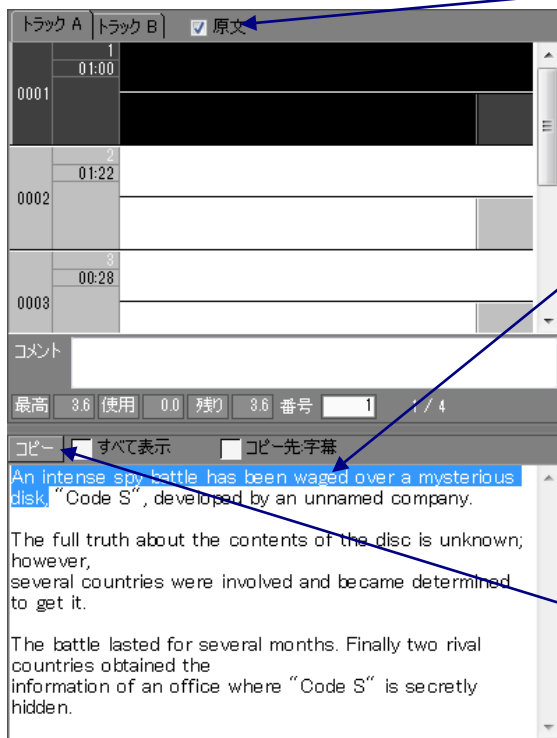 トラック A トラック B 原文
1
01:00
0001
2
01:22
0002
3
00:28
0003
コメント
最高 3.6 使用 0.0 残り 3.6 番号 1 1 / 4
コピー すべて表示 コピー先:字幕
An intense spy battle has been waged over a mysterious
disk, "Code S", developed by an unnamed company.
The full truth about the contents of the disc is unknown;
however,
several countries were involved and became determined
to get it.
The battle lasted for several months. Finally two rival
countries obtained the
information of an office where "Code S" is secretly
hidden.